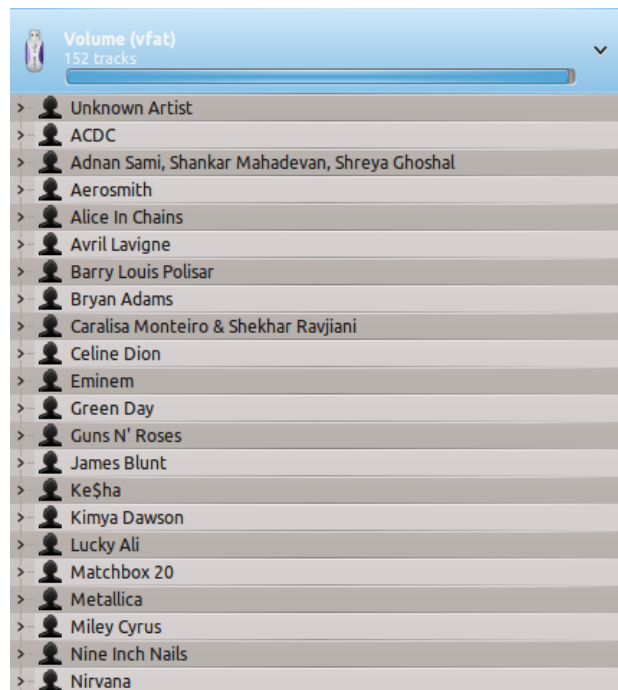 Volume (vfat)
152 tracks
Unknown Artist
ACDC
Adnan Sami, Shankar Mahadevan, Shreya Ghoshal
Aerosmith
Alice In Chains
Avril Lavigne
Barry Louis Polisar
Bryan Adams
Caralisa Monteiro & Shekhar Ravjiani
Celine Dion
Eminem
Green Day
Guns N' Roses
James Blunt
Ke$ha
Kimya Dawson
Lucky Ali
Matchbox 20
Metallica
Miley Cyrus
Nine Inch Nails
Nirvana